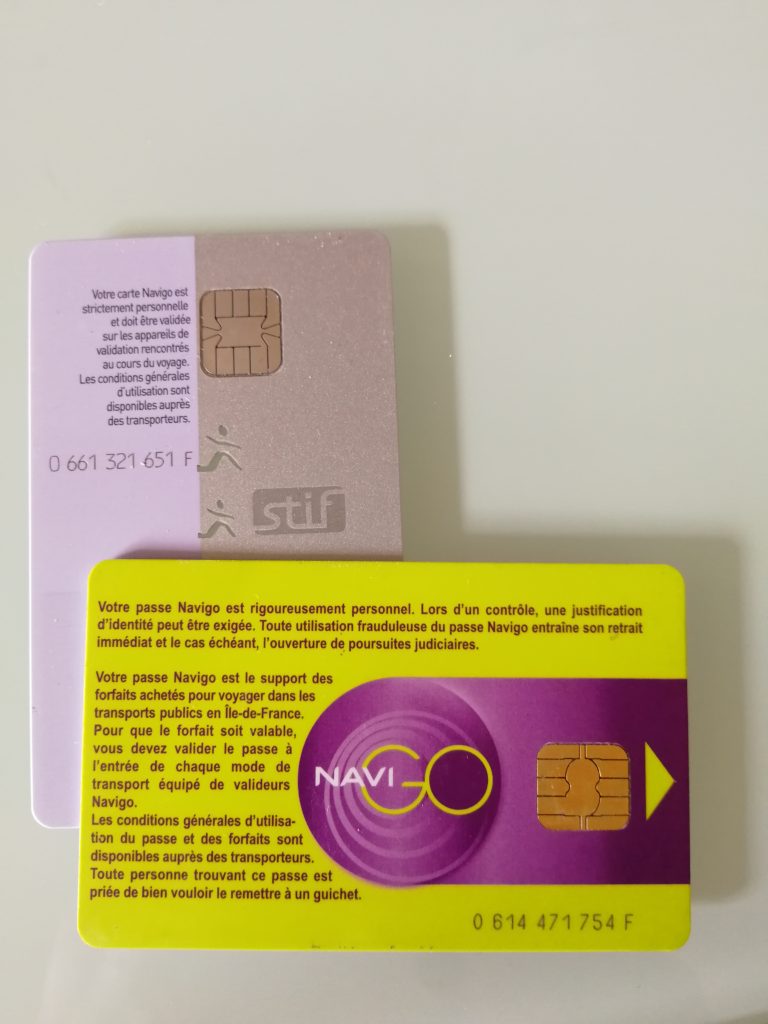 Votre carte Navigo est
strictement personnelle
et doit être validée
sur les appareils de
validation rencontrés
au cours du voyage.
Les conditions générales
d'utilisation sont
disponibles auprès
des transporteurs.
0 661 321 651 F
stif
Votre passe Navigo est rigoureusement personnel. Lors d'un contrôle, une justification
d'identité peut être exigée. Toute utilisation frauduleuse du passe Navigo entraîne son retrait
immédiat et le cas échéant, l'ouverture de poursuites judiciaires.
Votre passe Navigo est le support des
forfaits achetés pour voyager dans les
transports publics en Île-de-France.
Pour que le forfait soit valable,
vous devez valider le passe à
l'entrée de chaque mode de
transport équipé de valideurs
Navigo.
Les conditions générales d'utilisa-
tion du passe et des forfaits sont
disponibles auprès des transporteurs.
Toute personne trouvant ce passe est
priée de bien vouloir le remettre à un guichet.
NAVIGO
0 614 471 754 F